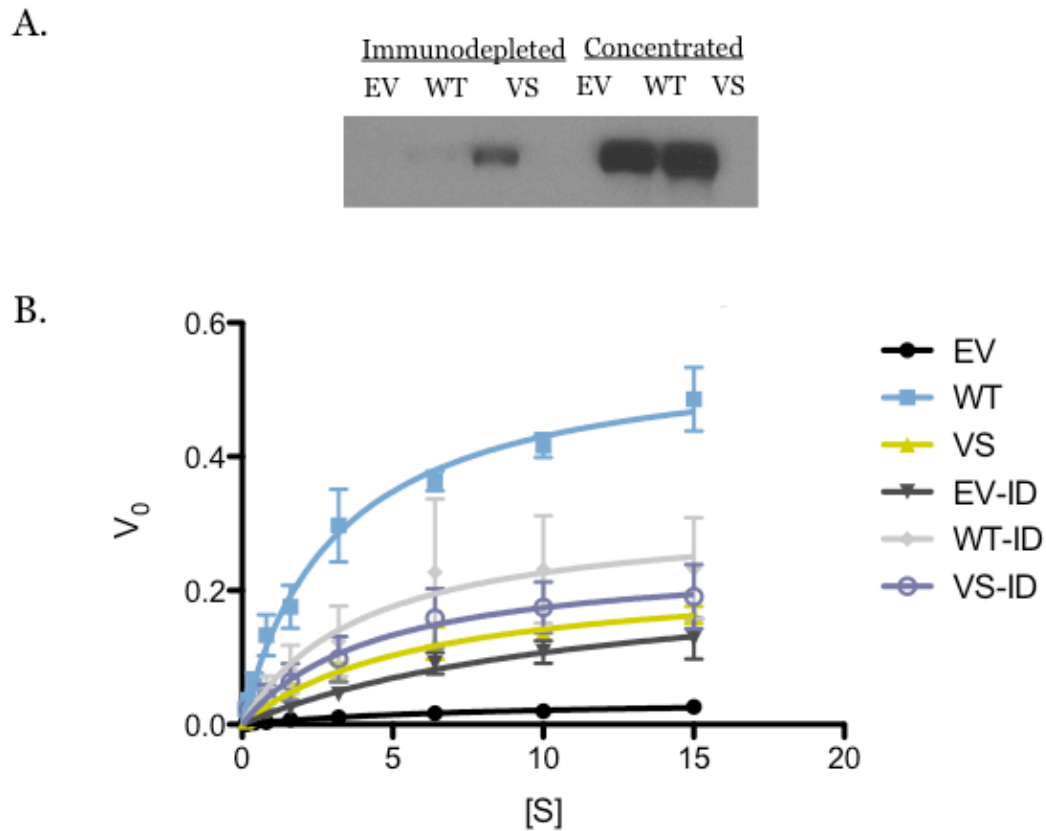 A.
Immunodepleted Concentrated
EV WT VS EV WT VS
B.
0.6
0.4
0.2
0.0
V0
0 5 10 15 20
[S]
EV
WT
VS
EV-ID
WT-ID
VS-ID